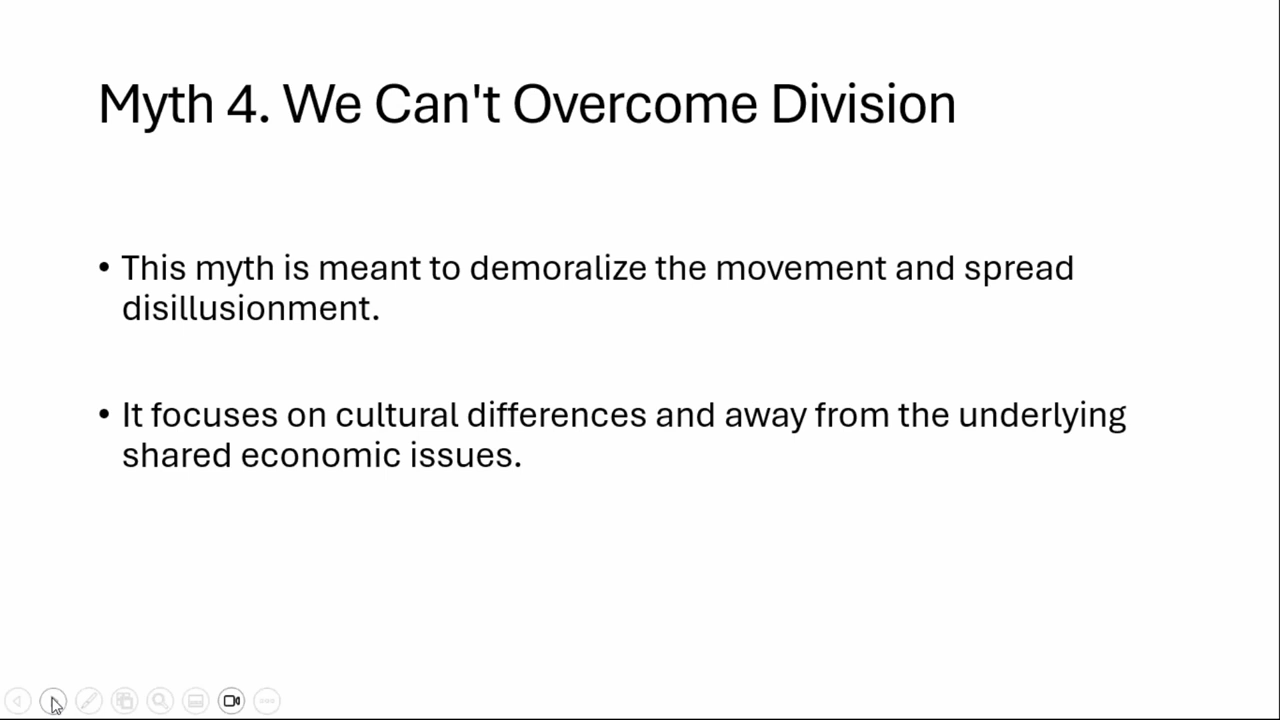 Myth 4. We Can't Overcome Division
• This myth is meant to demoralize the movement and spread
disillusionment.
• It focuses on cultural differences and away from the underlying
shared economic issues.